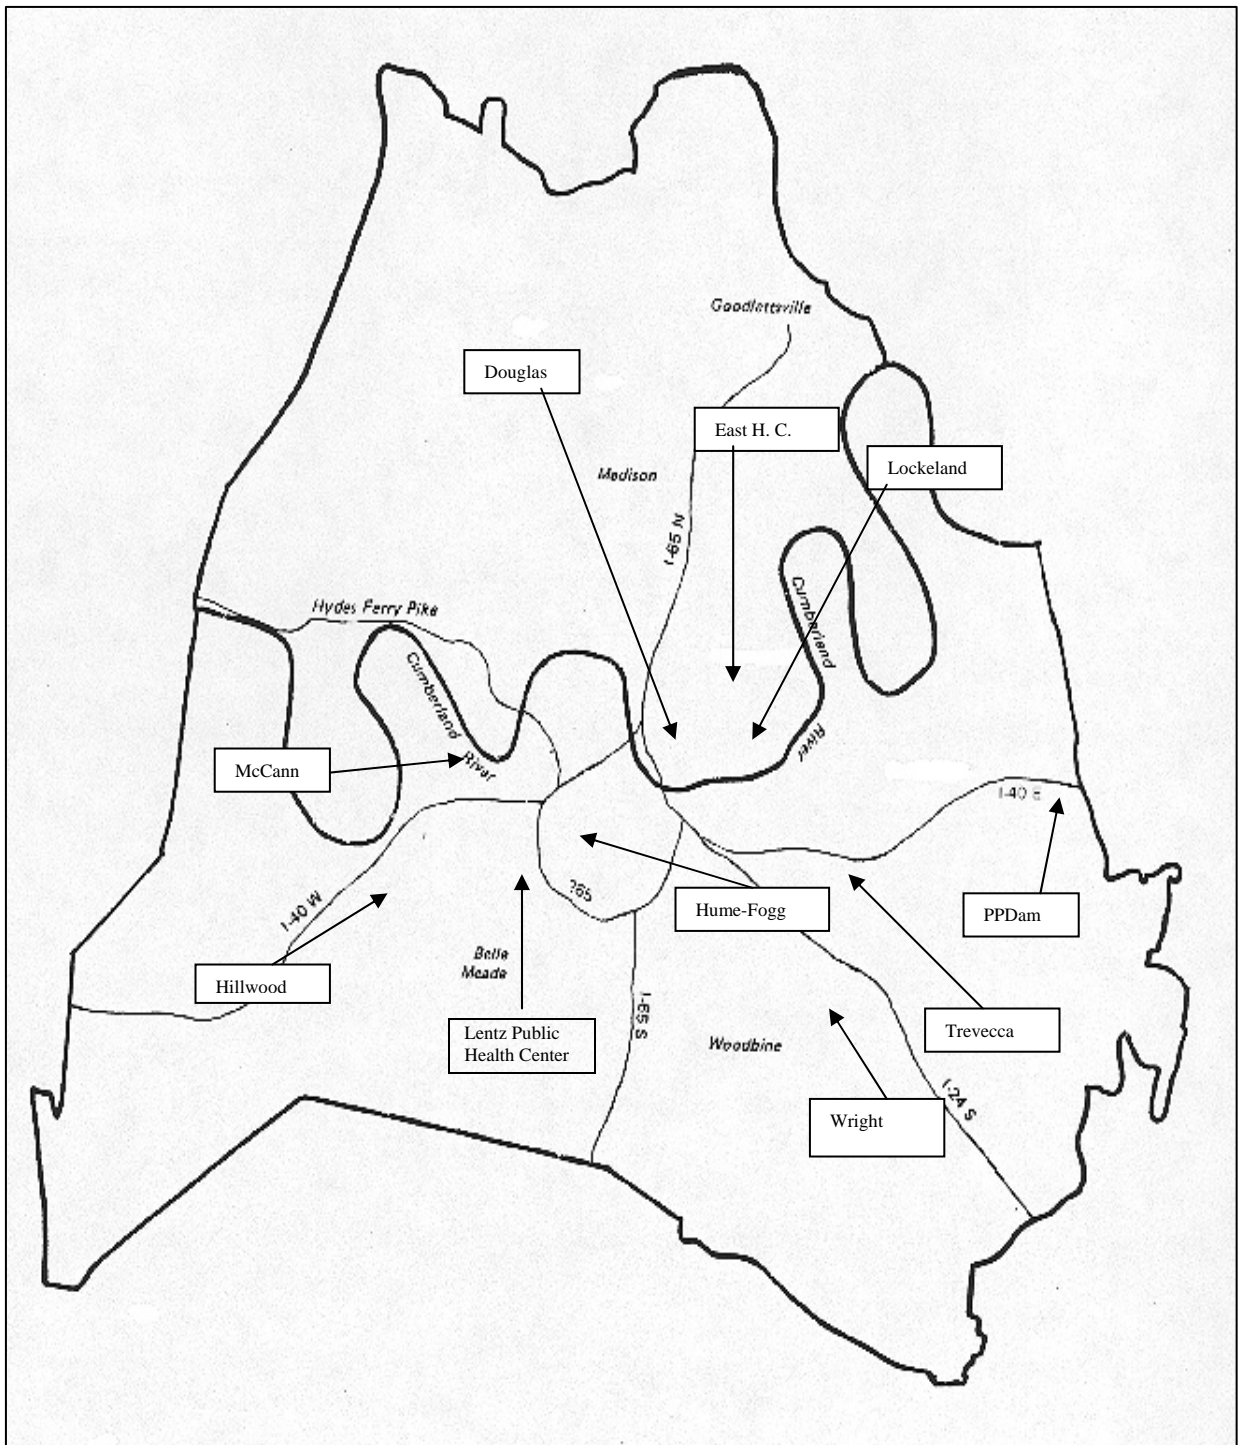 Goodlettsville
Douglas
East H. C.
Lockeland
Madison
I-65 N
Cumberland
River
Hydes Ferry Pike
Cumberland
River
McCann
I-40 E
I-40 W
?65
Hume-Fogg
PPDam
Belle
Meade
Hillwood
I-65 S
Lentz Public
Health Center
Woodbine
Trevecca
I-24 S
Wright